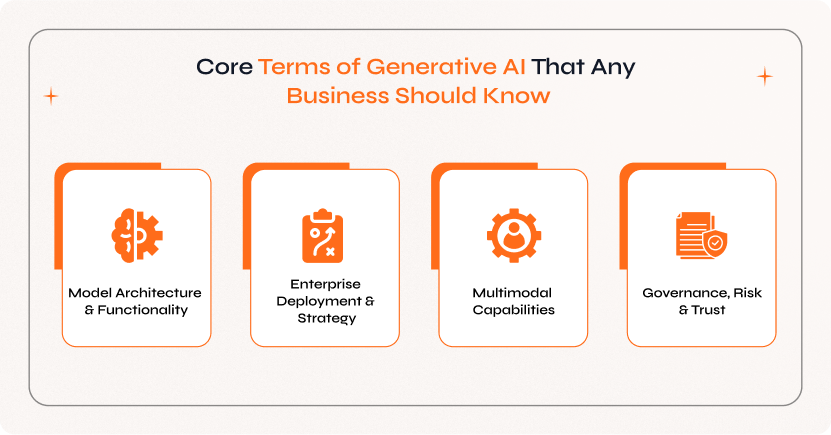 Core Terms of Generative AI That Any
Business Should Know
Model Architecture
& Functionality
Enterprise
Deployment &
Strategy
Multimodal
Capabilities
Governance, Risk
& Trust